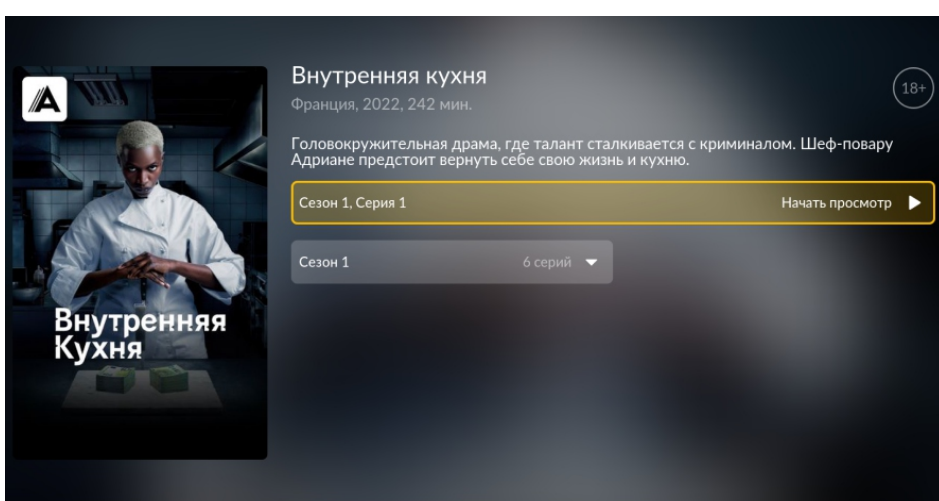 Внутренняя кухня
Франция, 2022, 242 мин.
18+
Головокружительная драма, где талант сталкивается с криминалом. Шеф-повару
Адриане предстоит вернуть себе свою жизнь и кухню.
Сезон 1, Серия 1 Начать просмотр
Сезон 1 6 серий
A
Внутренняя
Кухня